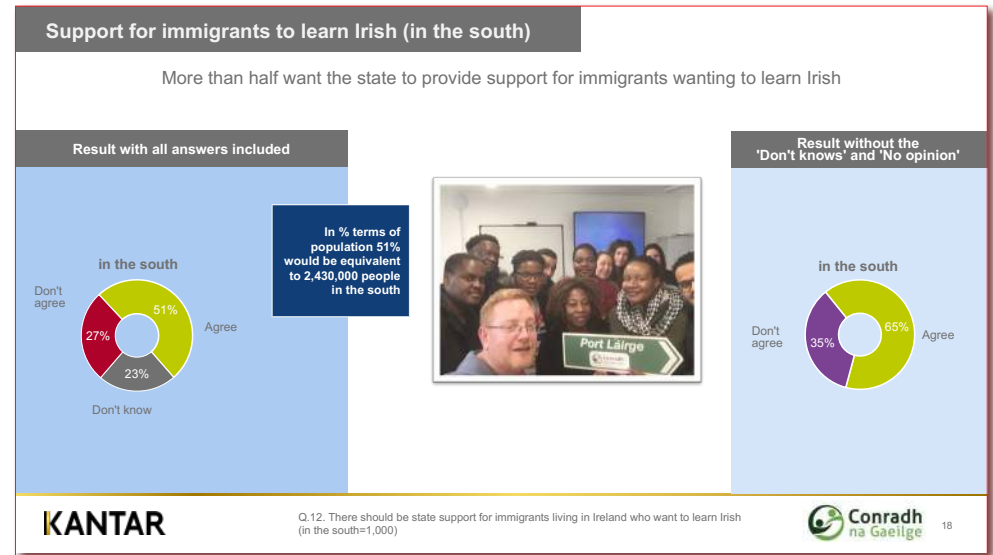 Support for immigrants to learn Irish (in the south)
More than half want the state to provide support for immigrants wanting to learn Irish
Result with all answers included
in the south
Don't
agree
51%
Agree
27%
23%
Don't know
In % terms of
population 51%
would be equivalent
to 2,430,000 people
in the south
Port Láirge
Conradh
Result without the
'Don't knows' and 'No opinion'
in the south
Don't
agree
65%
Agree
35%
KANTAR
Q.12. There should be state support for immigrants living in Ireland who want to learn Irish
(in the south=1,000)
Conradh
na Gaeilge
18